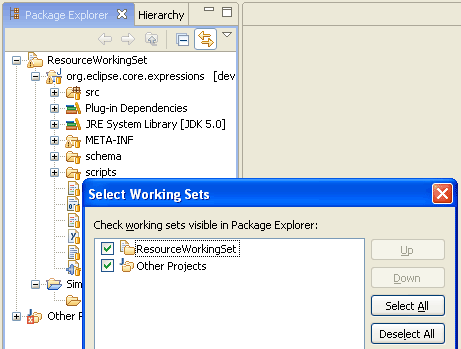 Package Explorer
Hierarchy
ResourceWorkingSet
org.eclipse.core.expressions [dev
src
Plug-in Dependencies
JRE System Library [JDK 5.0]
META-INF
schema
scripts
Sim
Other P
Select Working Sets
Check working sets visible in Package Explorer:
ResourceWorkingSet
Other Projects
Up
Down
Select All
Deselect All